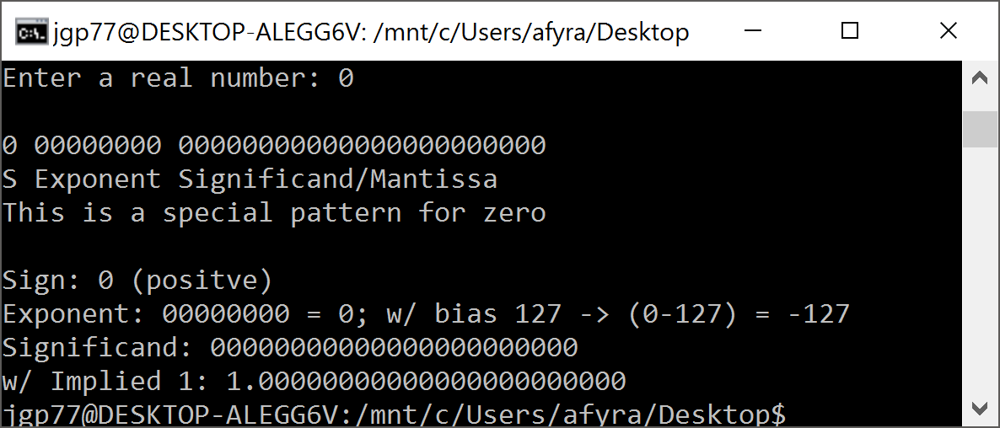 jgp77@DESKTOP-ALEGG6V: /mnt/c/Users/afyra/Desktop
Enter a real number: 0
0 00000000 00000000000000000000000
S Exponent Significand/Mantissa
This is a special pattern for zero
Sign: 0 (positve)
Exponent: 00000000 = 0; w/ bias 127 -> (0-127) = -127
Significand: 00000000000000000000000
w/ Implied 1: 1.00000000000000000000000
jgp77@DESKTOP-ALEGG6V:/mnt/c/Users/afyra/Desktop$